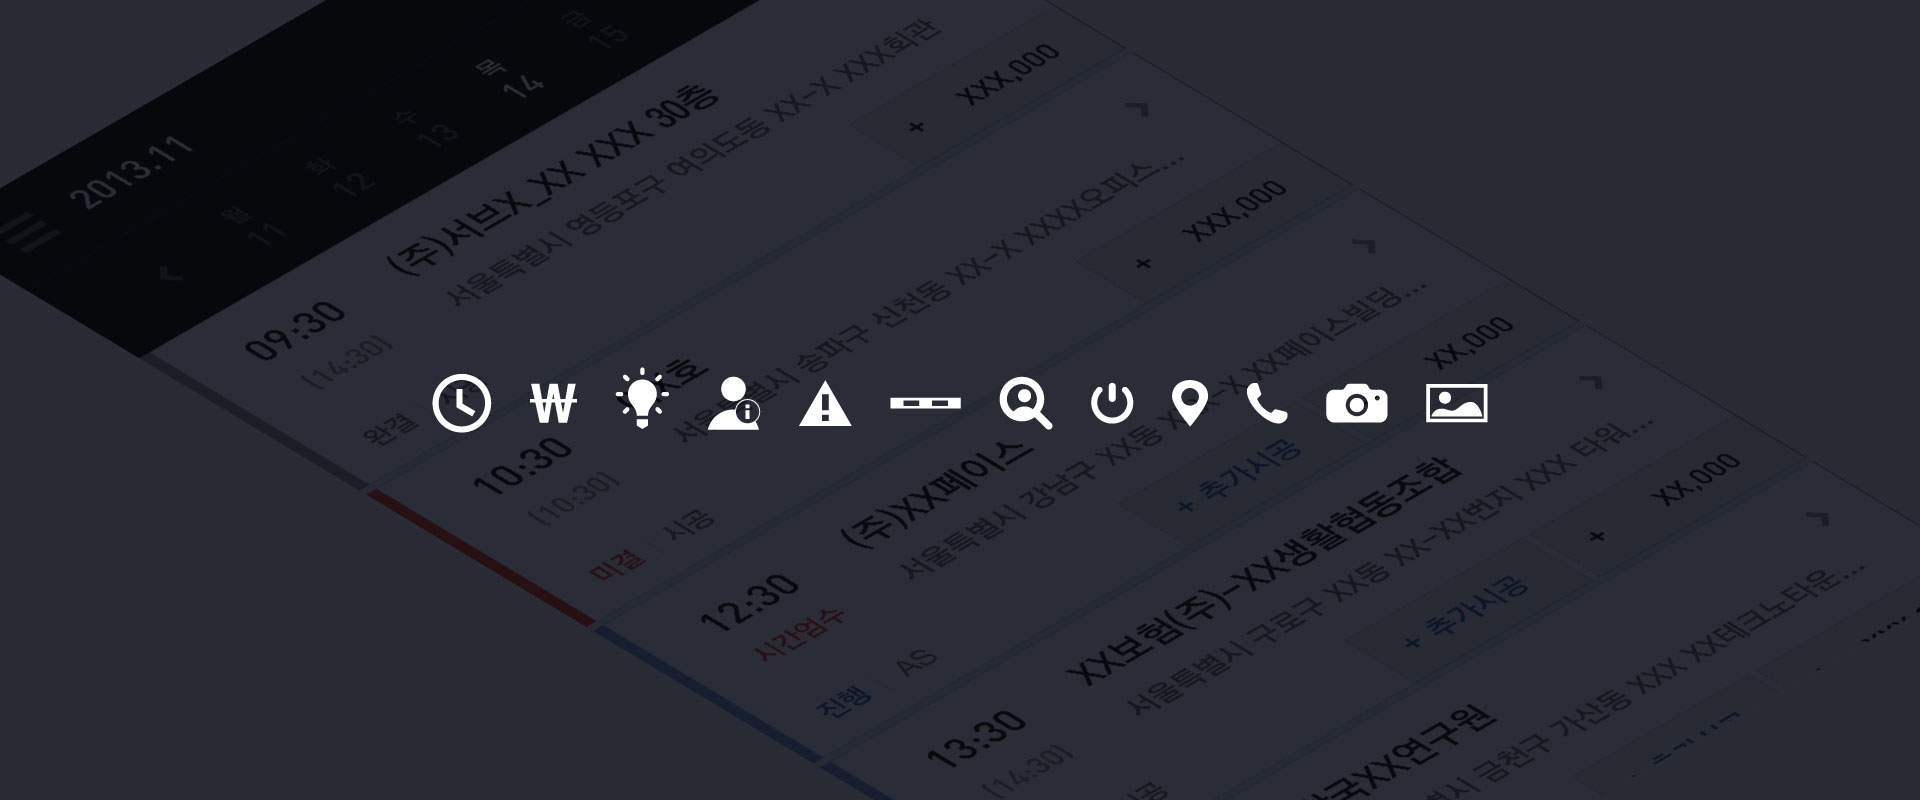 2013.11
월 화 수 목 금
11 12 13 14 15
09:30 (주)서브X_XX XXX 30층
(14:30) 서울특별시 영등포구 여의도동 XX-X XXX회관
완결
+ XXX,000
10:30
(10:30) 서울특별시 송파구 신천동 XX-X XXXX오피스...
미결 시공
+ XXX,000
12:30 (주)XX페이스
시간엄수 서울특별시 강남구 XX동 XX-X XX페이스빌딩...
진행 AS
+ 추가시공
XX,000
13:30 XX보험(주)-XX생활협동조합
(14:30) 서울특별시 구로구 XX동 XX-XX번지 XXX 타워...
+ 추가시공
+ XX,000
국XX연구원
금천구 가산동 XXX XX테크노타운...
₩